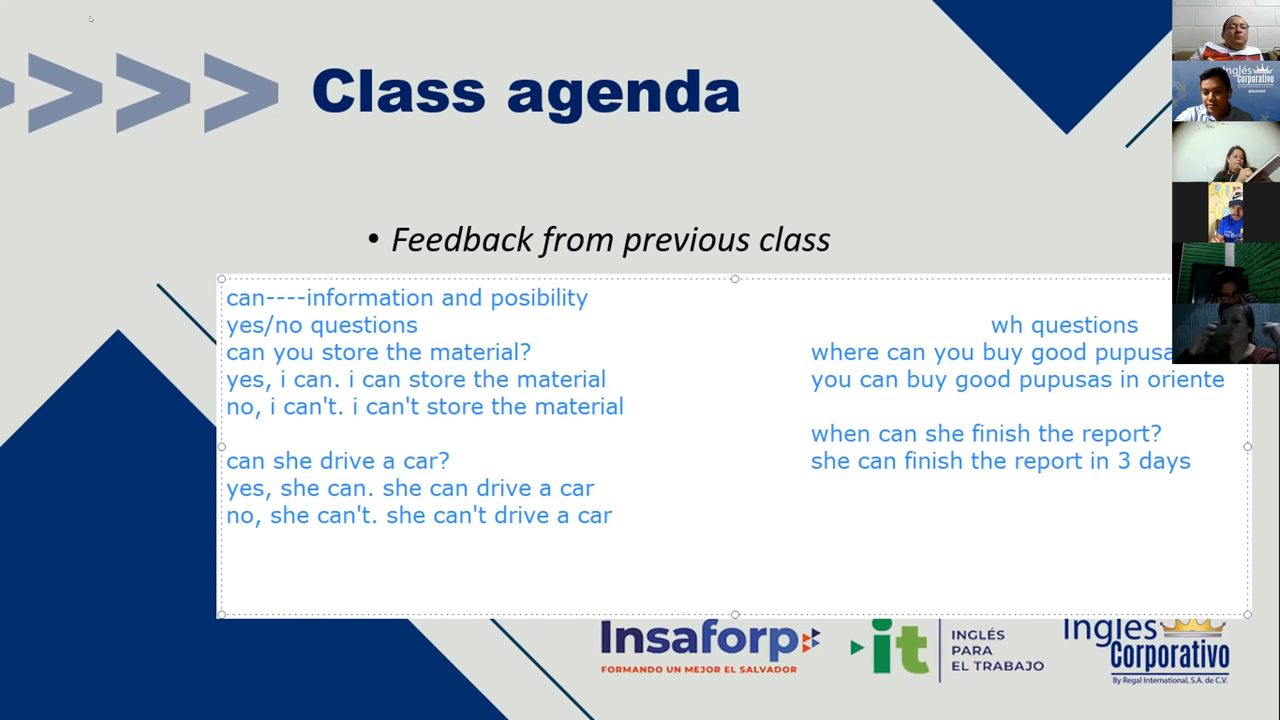 Class agenda
• Feedback from previous class
can----information and posibility
yes/no questions
can you store the material?
yes, i can. i can store the material
no, i can't. i can't store the material
can she drive a car?
yes, she can. she can drive a car
no, she can't. she can't drive a car
wh questions
where can you buy good
you can buy good pupusas in oriente
when can she finish the report?
she can finish the report in 3 days
Insaforp
FORMANDO UN MEJOR EL SALVADOR
it
INGLÉS
PARA
EL TRABAJO
Inglés
Corporativo
By Regal International, S.A. de C.V.
Inglés
Corporativo